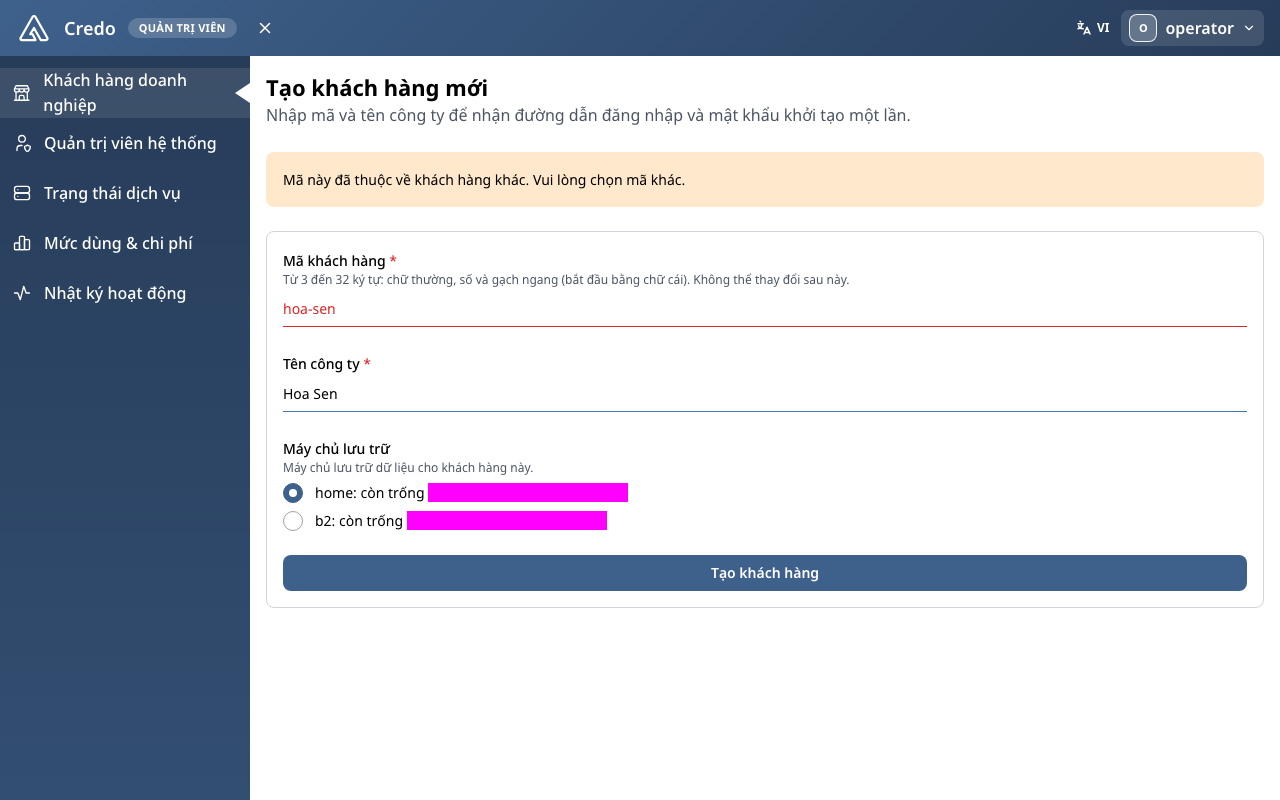 Credo
QUẢN TRỊ VIÊN
VI
O
operator
Khách hàng doanh
nghiệp
Quản trị viên hệ thống
Trạng thái dịch vụ
Mức dùng & chi phí
Nhật ký hoạt động
Tạo khách hàng mới
Nhập mã và tên công ty để nhận đường dẫn đăng nhập và mật khẩu khởi tạo một lần.
Mã này đã thuộc về khách hàng khác. Vui lòng chọn mã khác.
Mã khách hàng *
Từ 3 đến 32 ký tự: chữ thường, số và gạch ngang (bắt đầu bằng chữ cái). Không thể thay đổi sau này.
hoa-sen
Tên công ty *
Hoa Sen
Máy chủ lưu trữ
Máy chủ lưu trữ dữ liệu cho khách hàng này.
home: còn trống
b2: còn trống
Tạo khách hàng